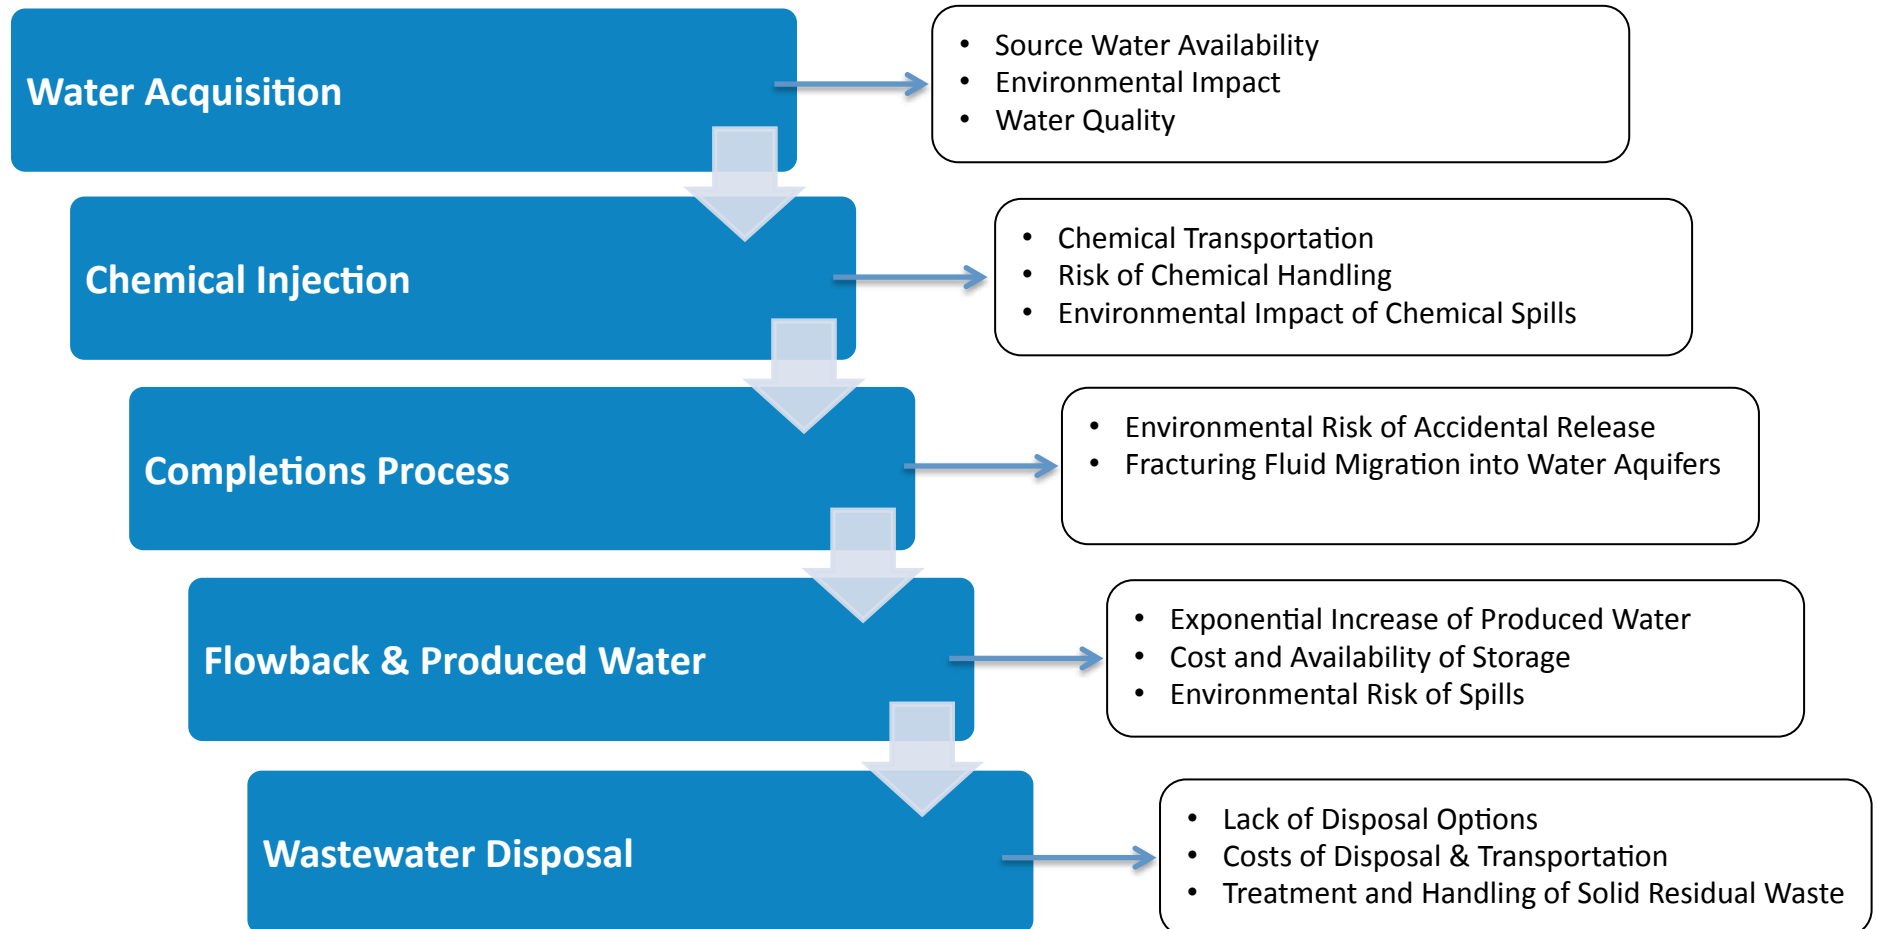 Water Acquisition
• Source Water Availability
• Environmental Impact
• Water Quality
Chemical Injection
• Chemical Transportation
• Risk of Chemical Handling
• Environmental Impact of Chemical Spills
Completions Process
• Environmental Risk of Accidental Release
• Fracturing Fluid Migration into Water Aquifers
Flowback & Produced Water
• Exponential Increase of Produced Water
• Cost and Availability of Storage
• Environmental Risk of Spills
Wastewater Disposal
• Lack of Disposal Options
• Costs of Disposal & Transportation
• Treatment and Handling of Solid Residual Waste